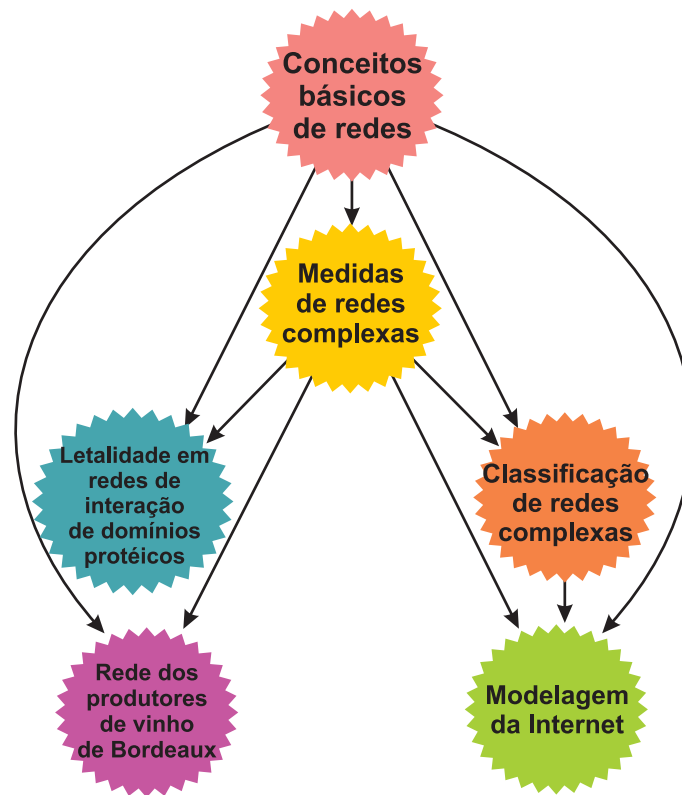 Conceitos
básicos
de redes
Medidas
de redes
complexas
Letalidade em
redes de
interação
de domínios
protéicos
Classificação
de redes
complexas
Rede dos
produtores
de vinho
de Bordeaux
Modelagem
da Internet